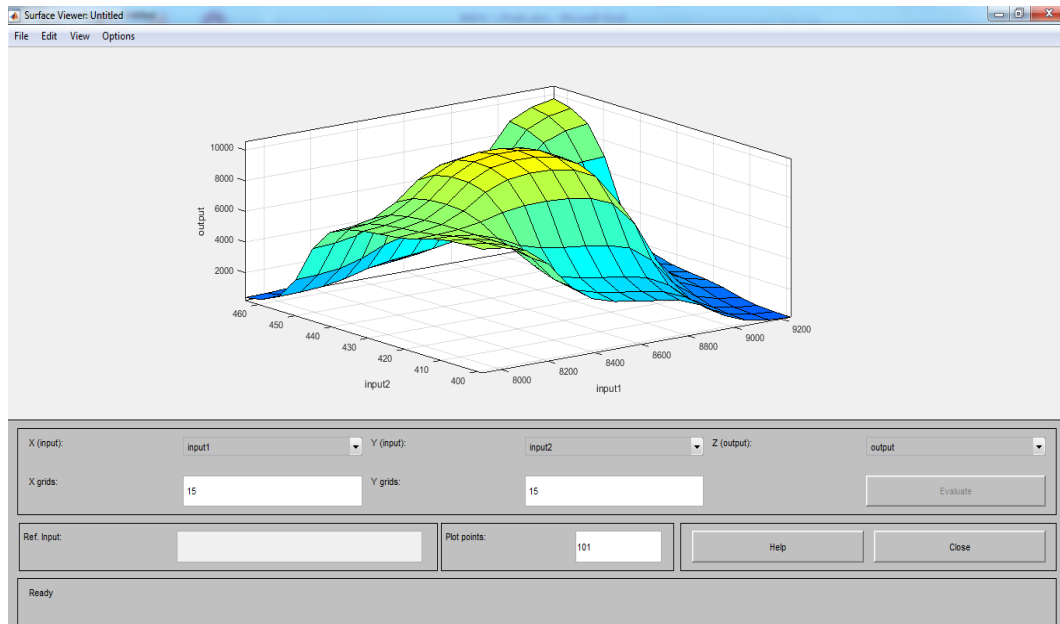 Surface Viewer: Untitled
File Edit View Options
10000
8000
6000
4000
2000
output
460
450
440
430
420
410
400
input2
8000
8200
8400
8600
8800
9000
9200
input1
X (input): input1 Y (input): input2 Z (output): output
X grids: 15 Y grids: 15 Evaluate
Ref. Input: Plot points: 101 Help Close
Ready